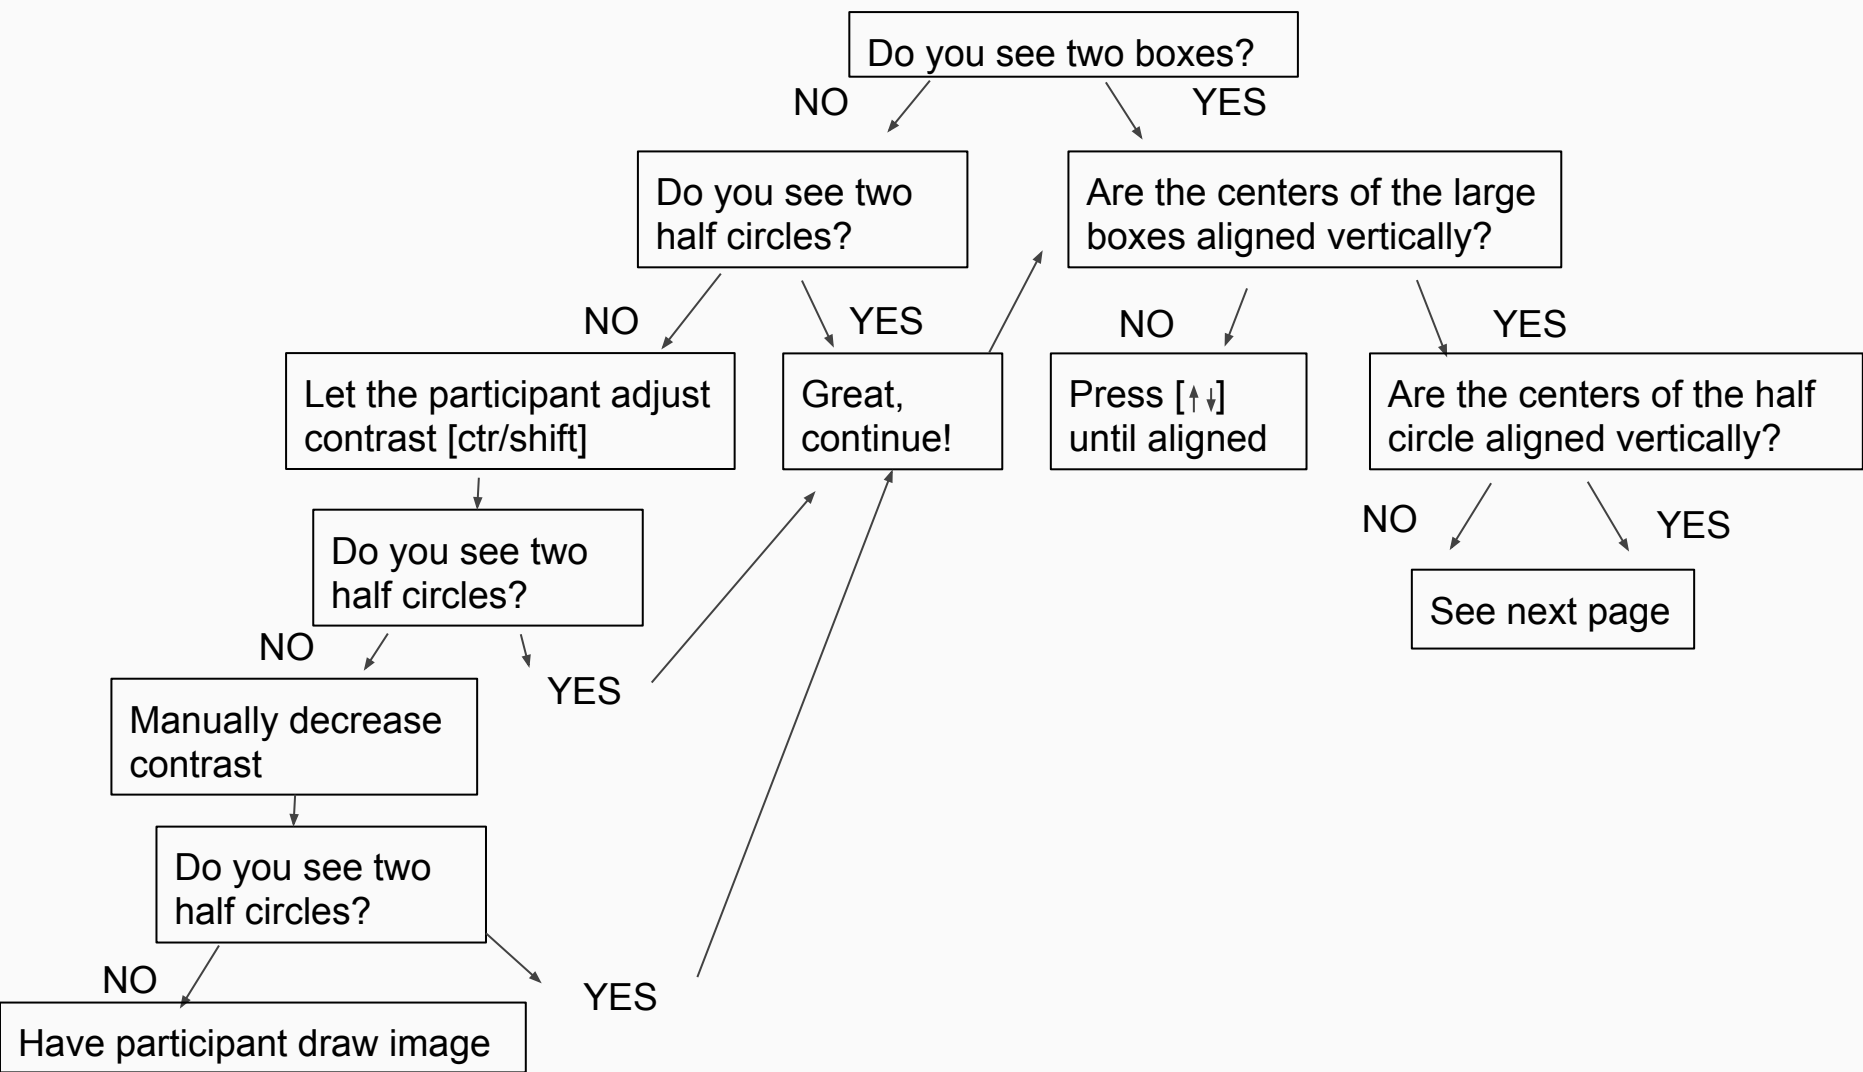 Do you see two boxes?
NO
YES
Do you see two
half circles?
Are the centers of the large
boxes aligned vertically?
NO
YES
NO
YES
Let the participant adjust
contrast [ctr/shift]
Great,
continue!
Press [↑↓]
until aligned
Are the centers of the half
circle aligned vertically?
Do you see two
half circles?
NO
YES
See next page
NO
YES
Manually decrease
contrast
Do you see two
half circles?
NO
YES
Have participant draw image